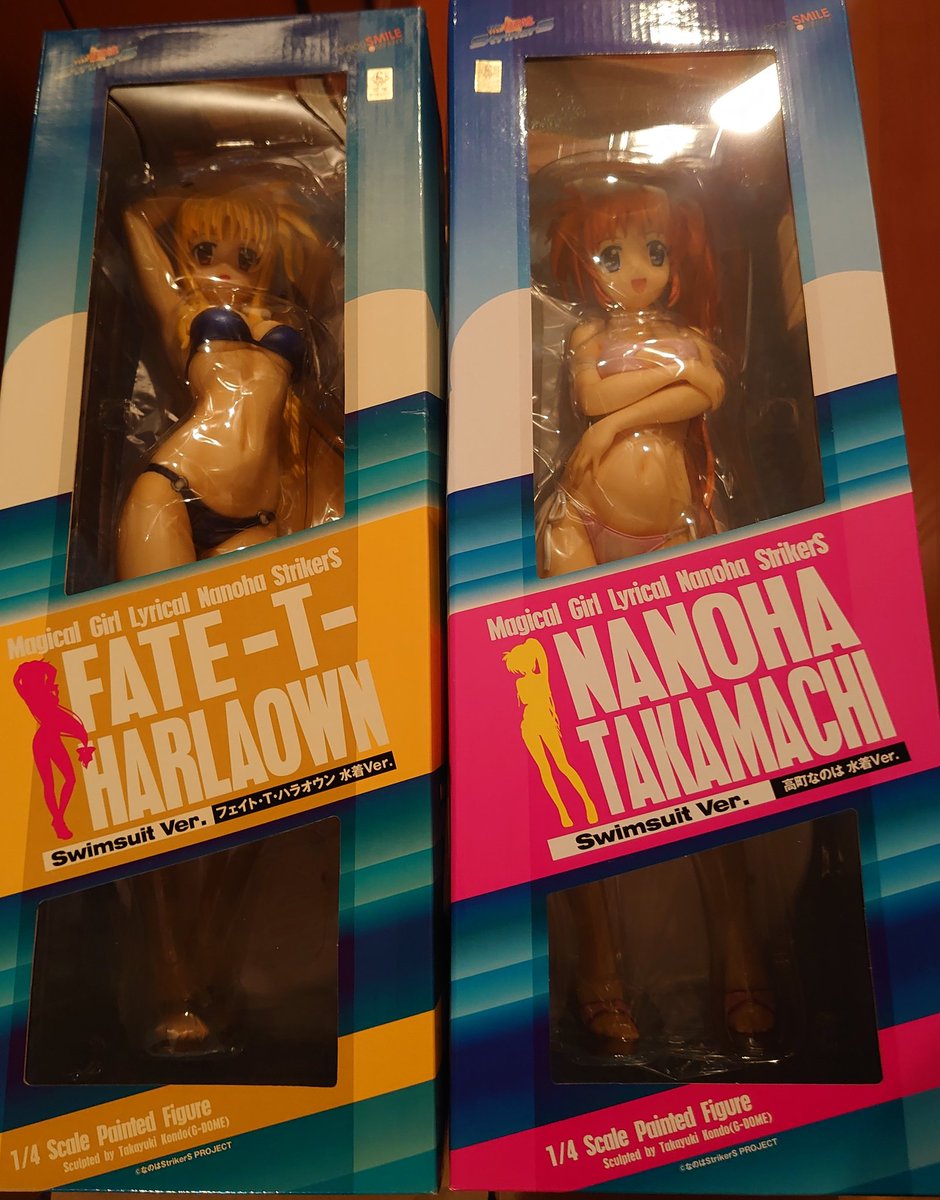 StrikerS
GOOD SMILE
Magical Girl Lyrical Nanoha StrikerS
FATE-T-
HARLAOWN
Swimsuit Ver.
フェイト・T・ハラオウン 水着Ver.
1/4 Scale Painted Figure
Sculpted by Takayuki Kondo(G-DOME)
©なのはStrikerS PROJECT
StrikerS
GOOD SMILE
Magical Girl Lyrical Nanoha StrikerS
NANOHA
TAKAMACHI
Swimsuit Ver.
高町なのは 水着Ver.
1/4 Scale Painted Figure
Sculpted by Takayuki Kondo(G-DOME)
©なのはStrikerS PROJECT